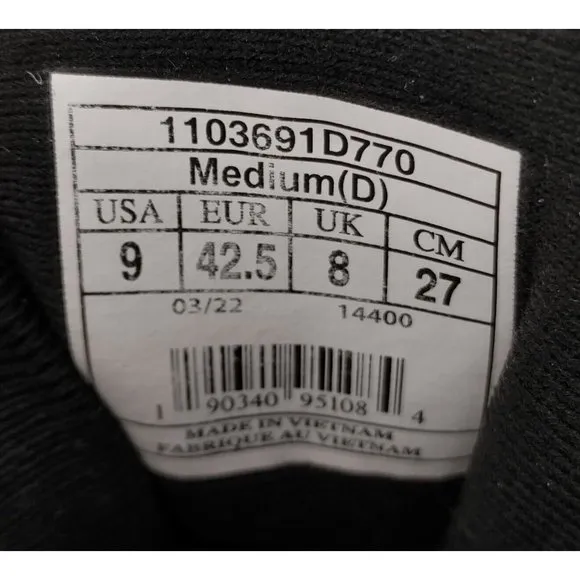 1103691D770
Medium(D)
USA EUR UK CM
9 42.5 8 27
03/22 14400
1 90340 95108 4
MADE IN VIETNAM
FABRIQUE AU VIETNAM